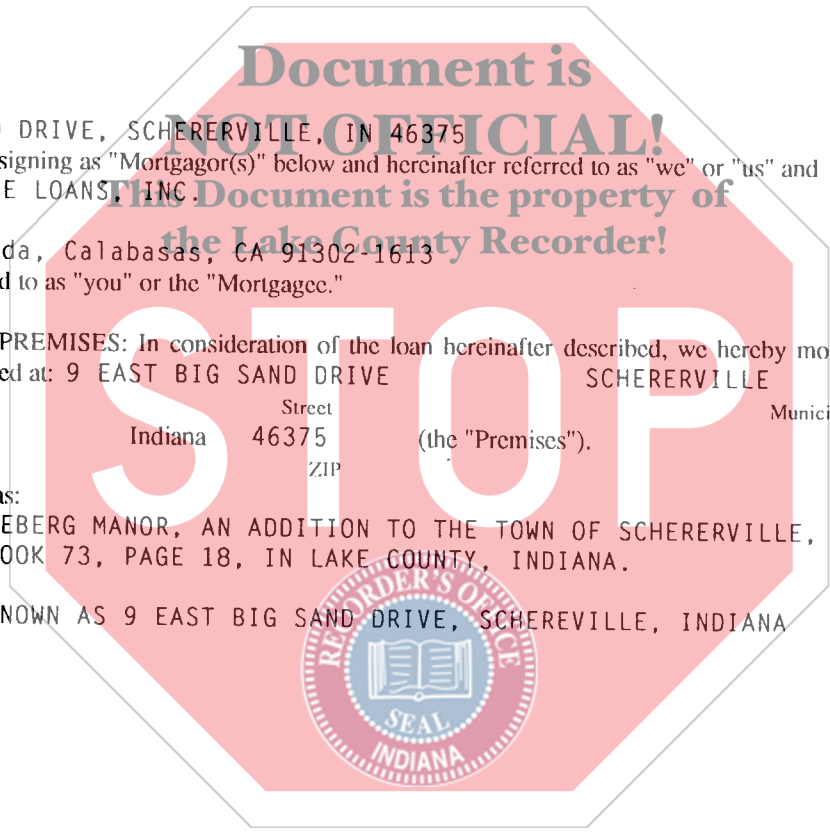 Document is
DRIVE, SCHERERVILLE, IN 46375
NOT OFFICIAL!
signing as "Mortgagor(s)" below and hereinafter referred to as "we" or "us" and
E LOANS, INC.
This Document is the property of
the Lake County Recorder!
da, Calabasas, CA 91302-1613
d to as "you" or the "Mortgagee."
STOP
PREMISES: In consideration of the loan hereinafter described, we hereby mo
ed at: 9 EAST BIG SAND DRIVE SCHERERVILLE
Street Munici
Indiana 46375 (the "Premises").
ZIP
as:
EBERG MANOR, AN ADDITION TO THE TOWN OF SCHERERVILLE,
OOK 73, PAGE 18, IN LAKE COUNTY, INDIANA.
NOWN AS 9 EAST BIG SAND DRIVE, SCHEREVILLE, INDIANA
RECORDER'S OFFICE
SEAL
INDIANA